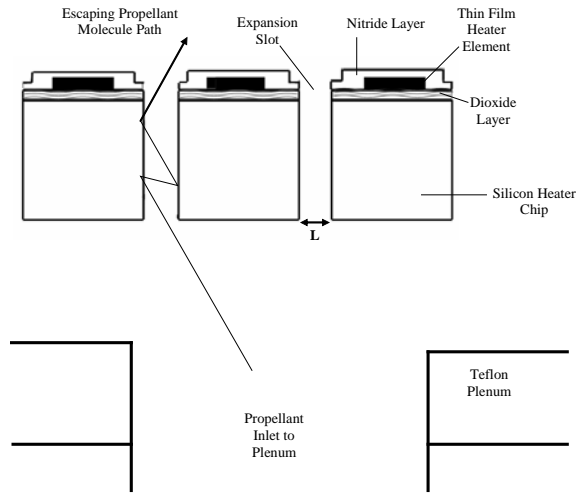 Escaping Propellant
Molecule Path
Expansion
Slot
Nitride Layer
Thin Film
Heater
Element
Dioxide
Layer
Silicon Heater
Chip
L
Teflon
Plenum
Propellant
Inlet to
Plenum